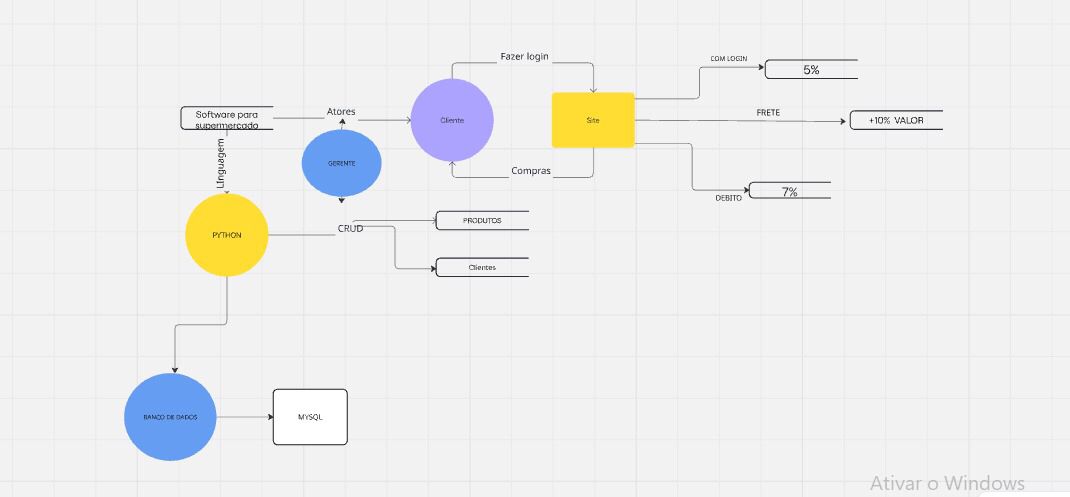 Fazer login
COM LOGIN
5%
Software para
supermercado
Atores
Cliente
Site
FRETE
+10% VALOR
Linguagem
GERENTE
Compras
DEBITO
7%
PYTHON
CRUD
PRODUTOS
Clientes
BANCO DE DADOS
MYSQL
Ativar o Windows